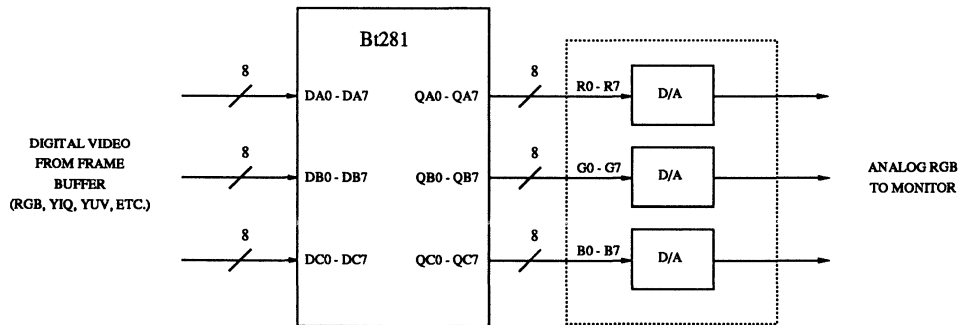 Bt281
8
DA0 - DA7
QA0 - QA7
8
R0 - R7
D/A
DIGITAL VIDEO
FROM FRAME
BUFFER
(RGB, YIQ, YUV, ETC.)
8
DB0 - DB7
QB0 - QB7
8
G0 - G7
D/A
ANALOG RGB
TO MONITOR
8
DC0 - DC7
QC0 - QC7
8
B0 - B7
D/A